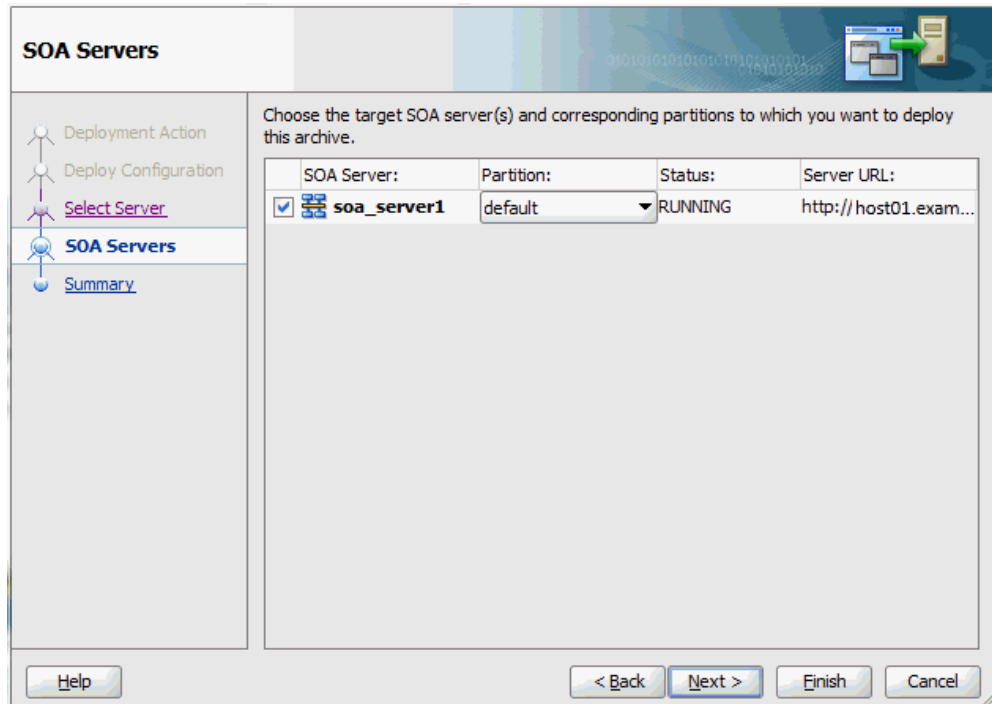 SOA Servers
Deployment Action
Deploy Configuration
Select Server
SOA Servers
Summary
Choose the target SOA server(s) and corresponding partitions to which you want to deploy
this archive.
SOA Server: Partition: Status: Server URL:
soa_server1 default RUNNING http://host01.exam...
Help < Back Next > Finish Cancel